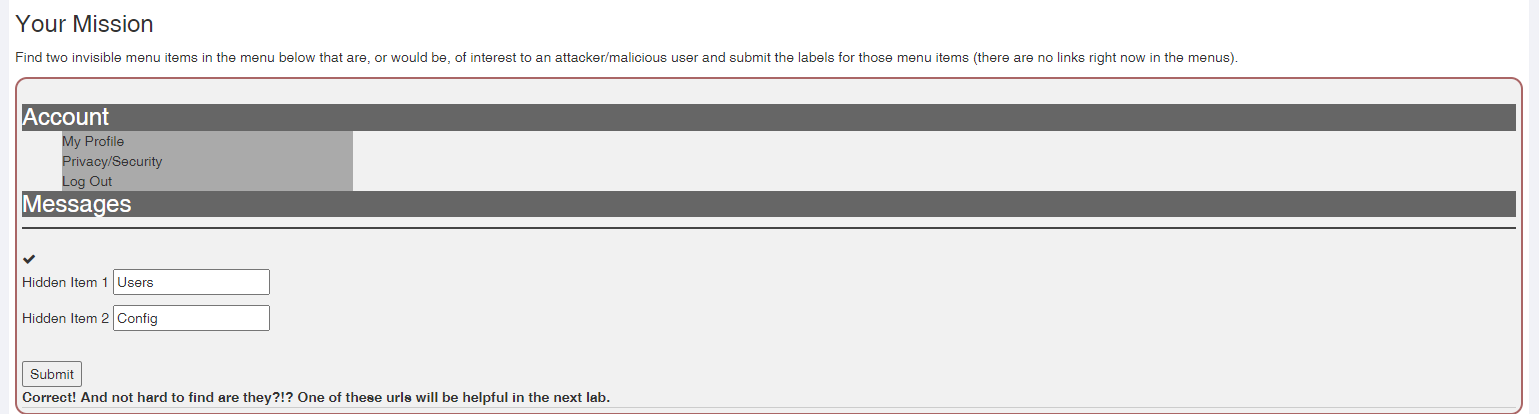 Your Mission
Find two invisible menu items in the menu below that are, or would be, of interest to an attacker/malicious user and submit the labels for those menu items (there are no links right now in the menus).
Account
My Profile
Privacy/Security
Log Out
Messages
Hidden Item 1 Users
Hidden Item 2 Config
Submit
Correct! And not hard to find are they?!? One of these urls will be helpful in the next lab.